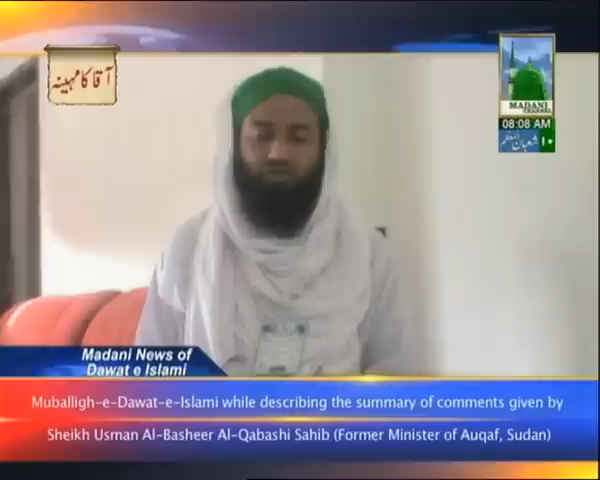 آقا کا مہینہ
MADANI
CHANNEL
08:08 AM
۱۰ شعبان المعظم
Madani News of
Dawat e Islami
Muballigh-e-Dawat-e-Islami while describing the summary of comments given by
Sheikh Usman Al-Basheer Al-Qabashi Sahib (Former Minister of Auqaf, Sudan)